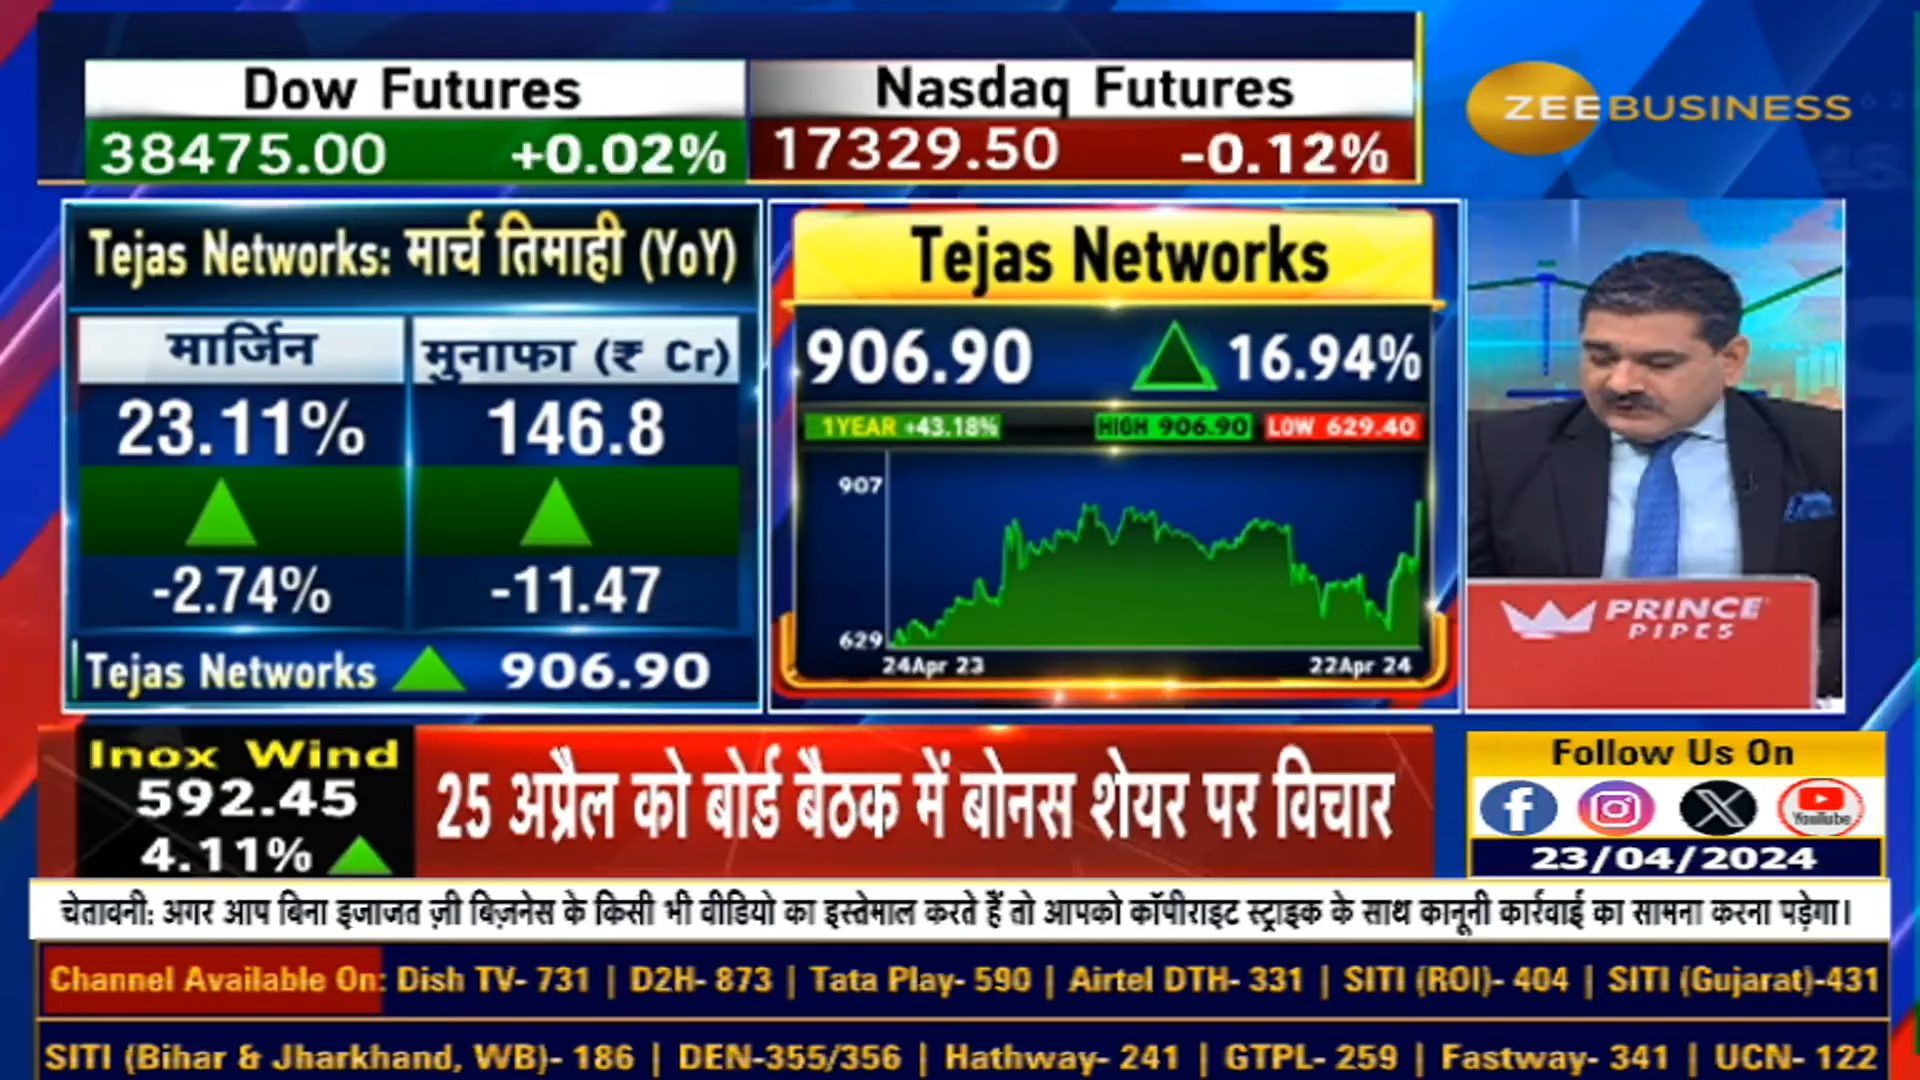 Dow Futures
38475.00 +0.02%
Nasdaq Futures
17329.50 -0.12%
ZEEBUSINESS
Tejas Networks: मार्च तिमाही (YoY)
मार्जिन मुनाफा (₹ Cr)
23.11% 146.8
-2.74% -11.47
Tejas Networks 906.90
Tejas Networks
906.90 16.94%
1YEAR +43.18% HIGH 906.90 LOW 629.40
907
629
24Apr 23 22Apr 24
PRINCE
PIPES
Inox Wind
592.45
4.11%
25 अप्रैल को बोर्ड बैठक में बोनस शेयर पर विचार
Follow Us On
YouTube
23/04/2024
चेतावनी: अगर आप बिना इजाजत ज़ी बिज़नेस के किसी भी वीडियो का इस्तेमाल करते हैं तो आपको कॉपीराइट स्ट्राइक के साथ कानूनी कार्रवाई का सामना करना पड़ेगा।
Channel Available On: Dish TV- 731 | D2H- 873 | Tata Play- 590 | Airtel DTH- 331 | SITI (ROI)- 404 | SITI (Gujarat)-431
SITI (Bihar & Jharkhand, WB)- 186 | DEN-355/356 | Hathway- 241 | GTPL- 259 | Fastway- 341 | UCN- 122